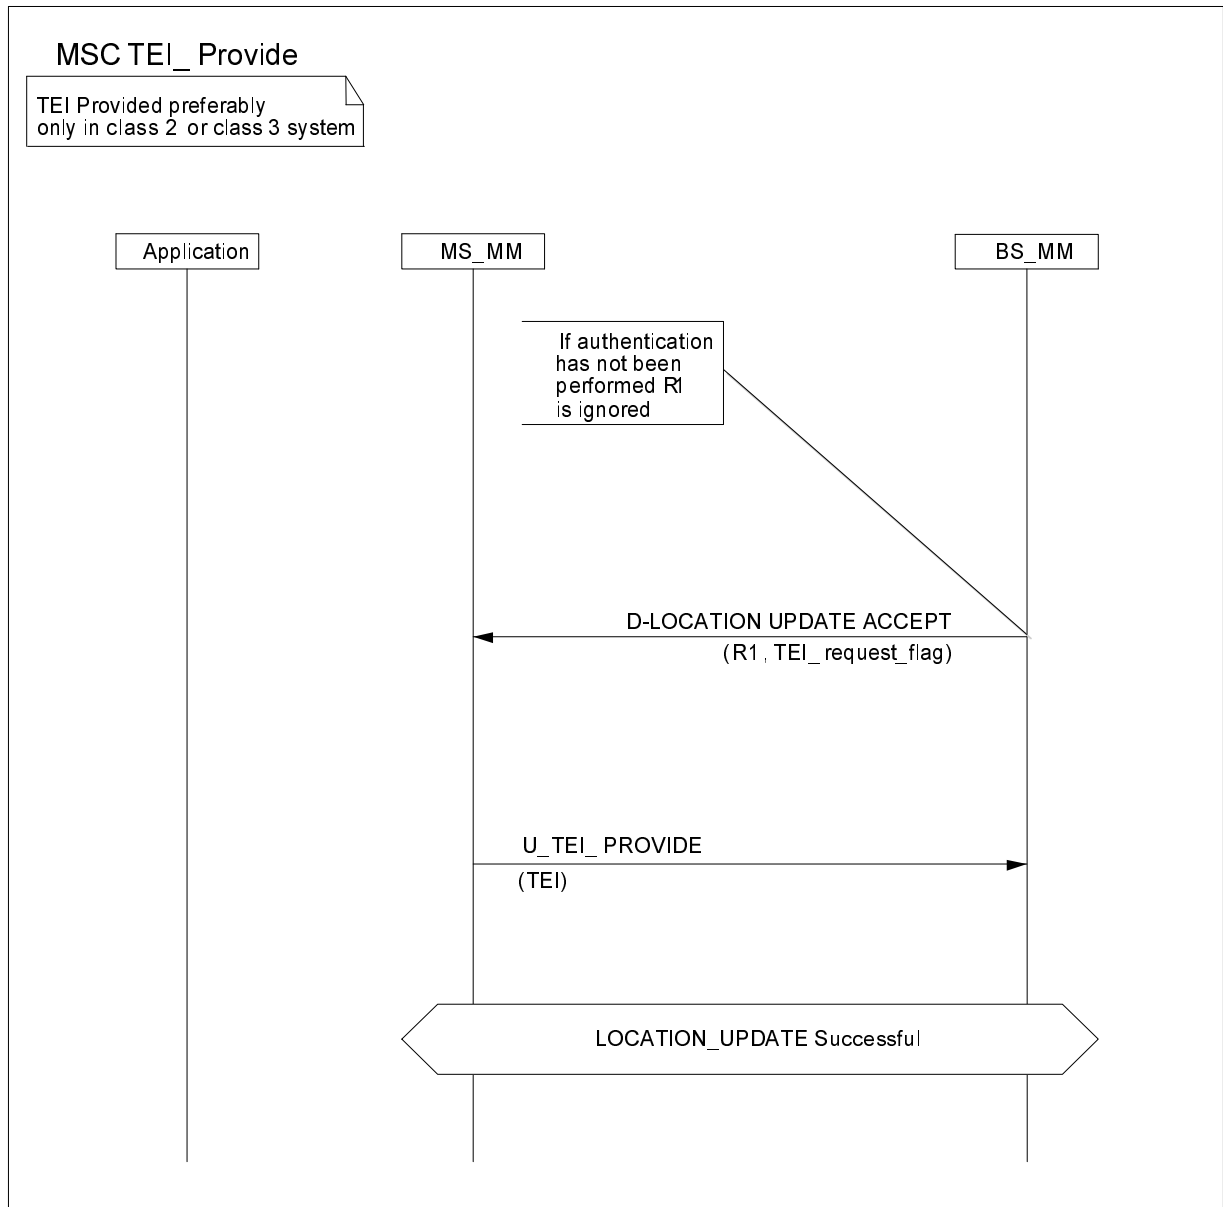 MSC TEI_ Provide
TEI Provided preferably
only in class 2 or class 3 system
Application
MS_MM
BS_MM
If authentication
has not been
performed R1
is ignored
D-LOCATION UPDATE ACCEPT
(R1, TEI_ request_flag)
U_TEI_ PROVIDE
(TEI)
LOCATION_UPDATE Successful